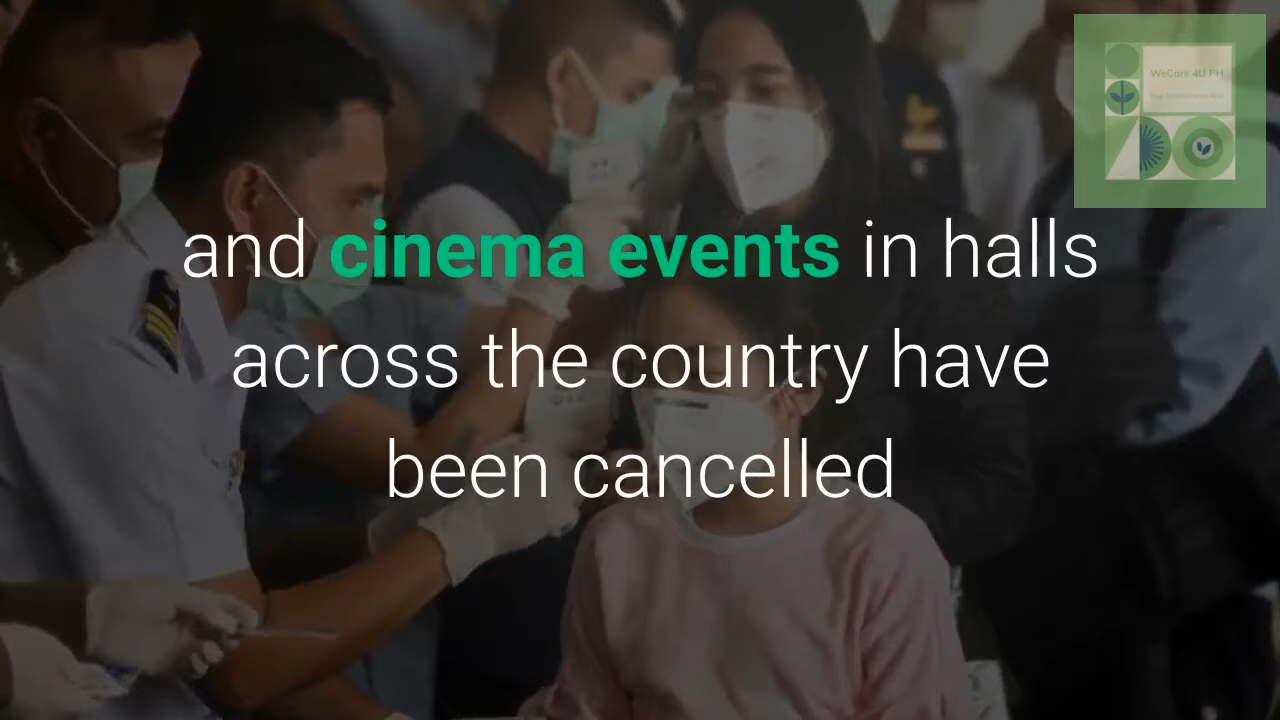 WeCare 4U PH
and cinema events in halls
across the country have
been cancelled